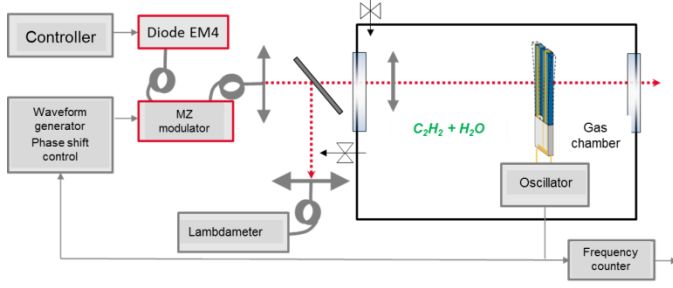 Controller
Diode EM4
Waveform
generator
Phase shift
control
MZ
modulator
C2H2 + H2O
Gas
chamber
Oscillator
Lambdameter
Frequency
counter